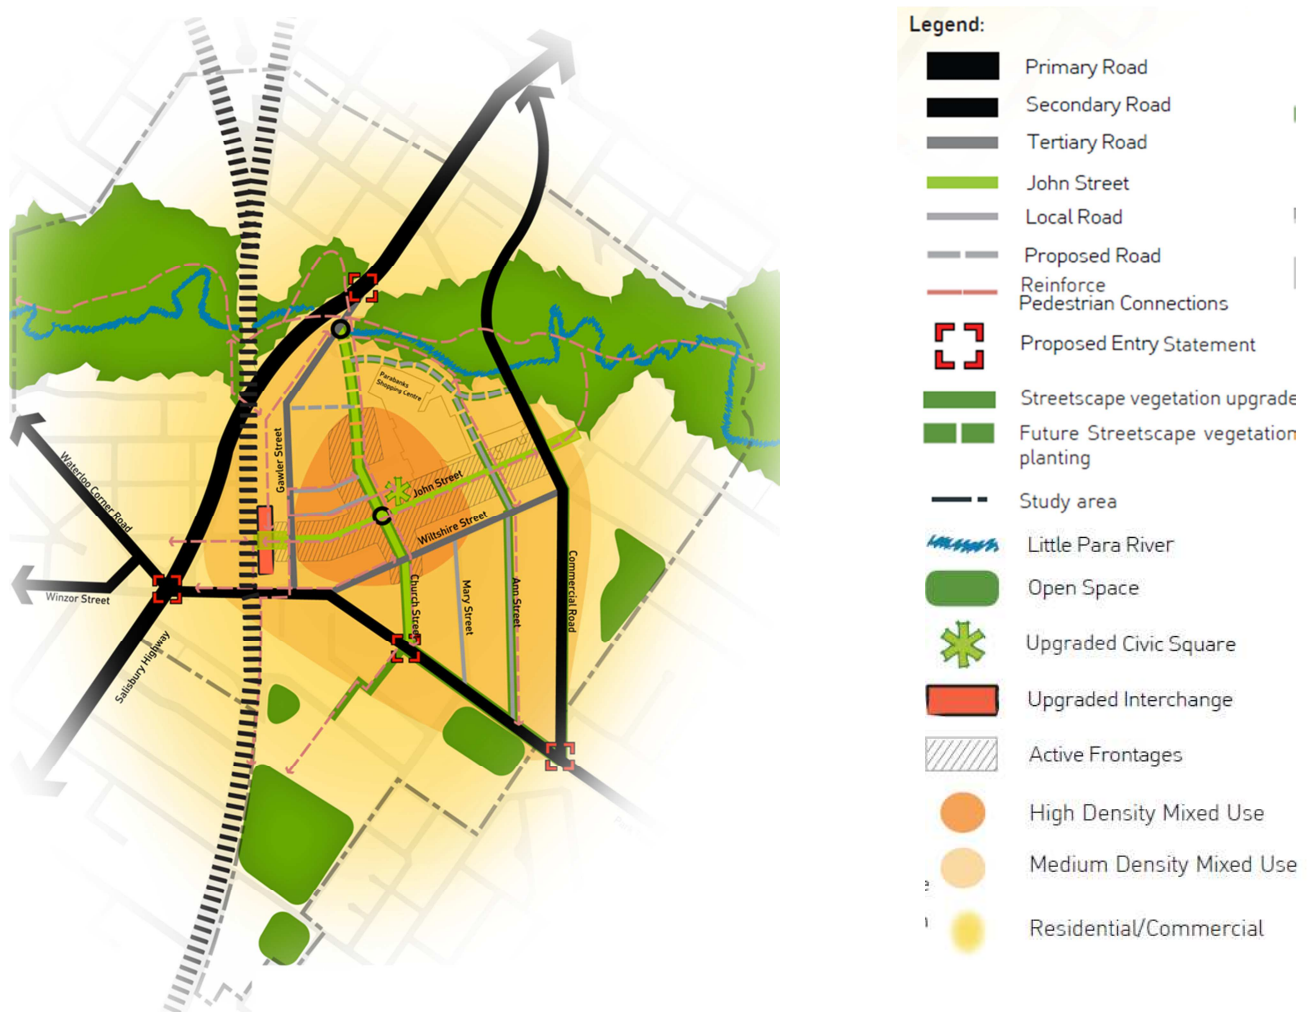 Legend:
Primary Road
Secondary Road
Tertiary Road
John Street
Local Road
Proposed Road
Reinforce
Pedestrian Connections
Proposed Entry Statement
Streetscape vegetation upgrade
Future Streetscape vegetation
planting
Study area
Little Para River
Open Space
Upgraded Civic Square
Upgraded Interchange
Active Frontages
High Density Mixed Use
Medium Density Mixed Use
Residential/Commercial
Parabanks
Shopping Centre
Gawler Street
John Street
Wiltshire Street
Waterloo Corner Road
Winzor Street
Salisbury Highway
Church Street
Mary Street
Ann Street
Commercial Road